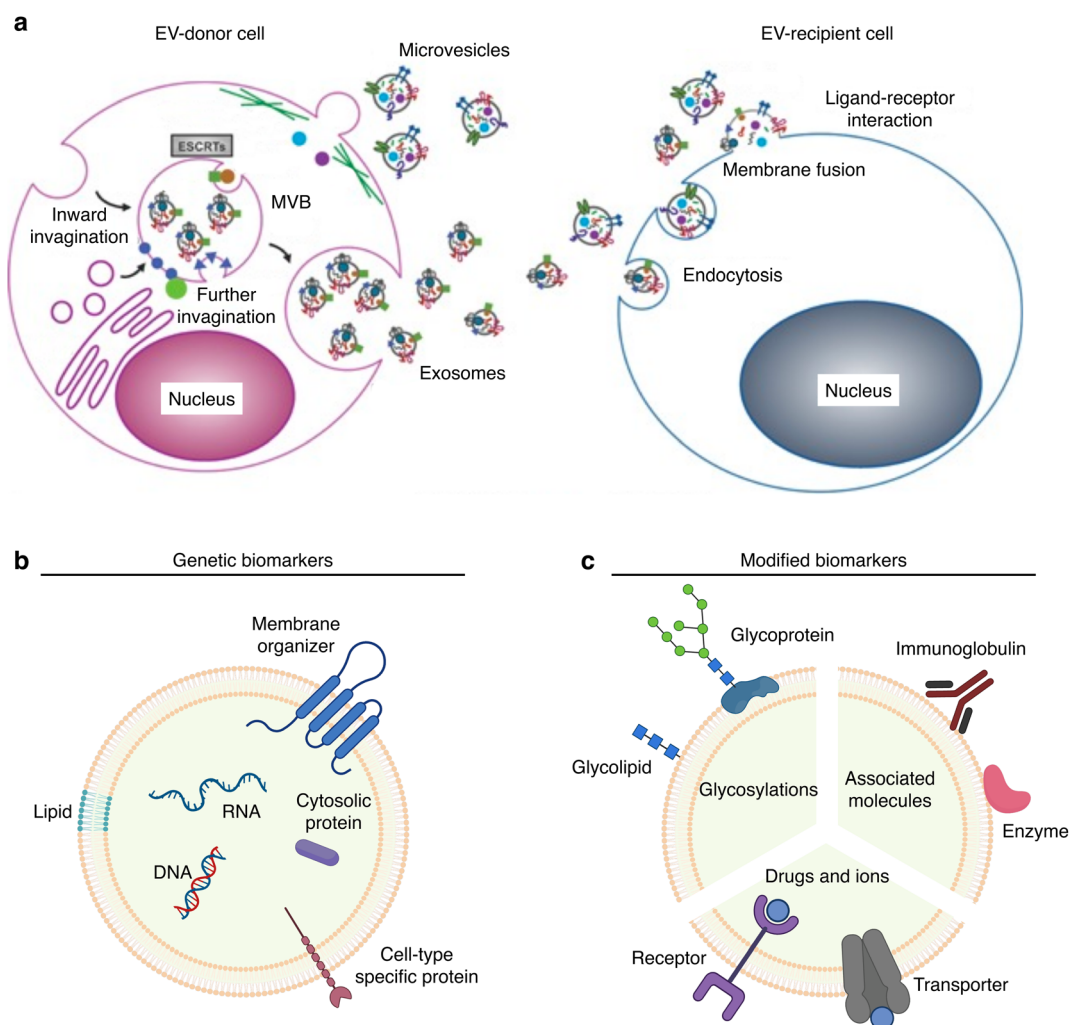 a
EV-donor cell
EV-recipient cell
Microvesicles
Ligand-receptor
interaction
ESCRTs
Membrane fusion
MVB
Inward
invagination
Endocytosis
Further
invagination
Exosomes
Nucleus
Nucleus
b
Genetic biomarkers
Membrane
organizer
Lipid
RNA
Cytosolic
protein
DNA
Cell-type
specific protein
c
Modified biomarkers
Glycoprotein
Immunoglobulin
Glycolipid
Glycosylations
Associated
molecules
Enzyme
Drugs and ions
Receptor
Transporter